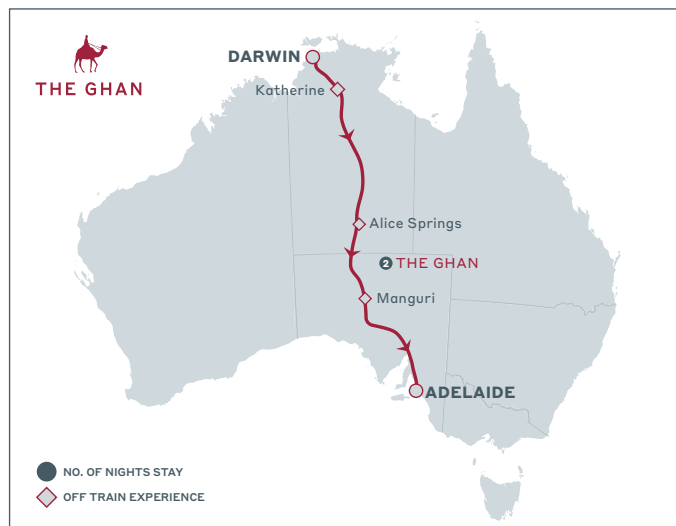 THE GHAN
DARWIN
Katherine
Alice Springs
2 THE GHAN
Manguri
ADELAIDE
NO. OF NIGHTS STAY
OFF TRAIN EXPERIENCE